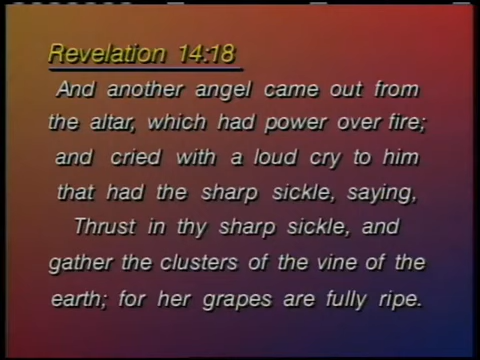 Revelation 14:18
And another angel came out from
the altar, which had power over fire;
and cried with a loud cry to him
that had the sharp sickle, saying,
Thrust in thy sharp sickle, and
gather the clusters of the vine of the
earth; for her grapes are fully ripe.